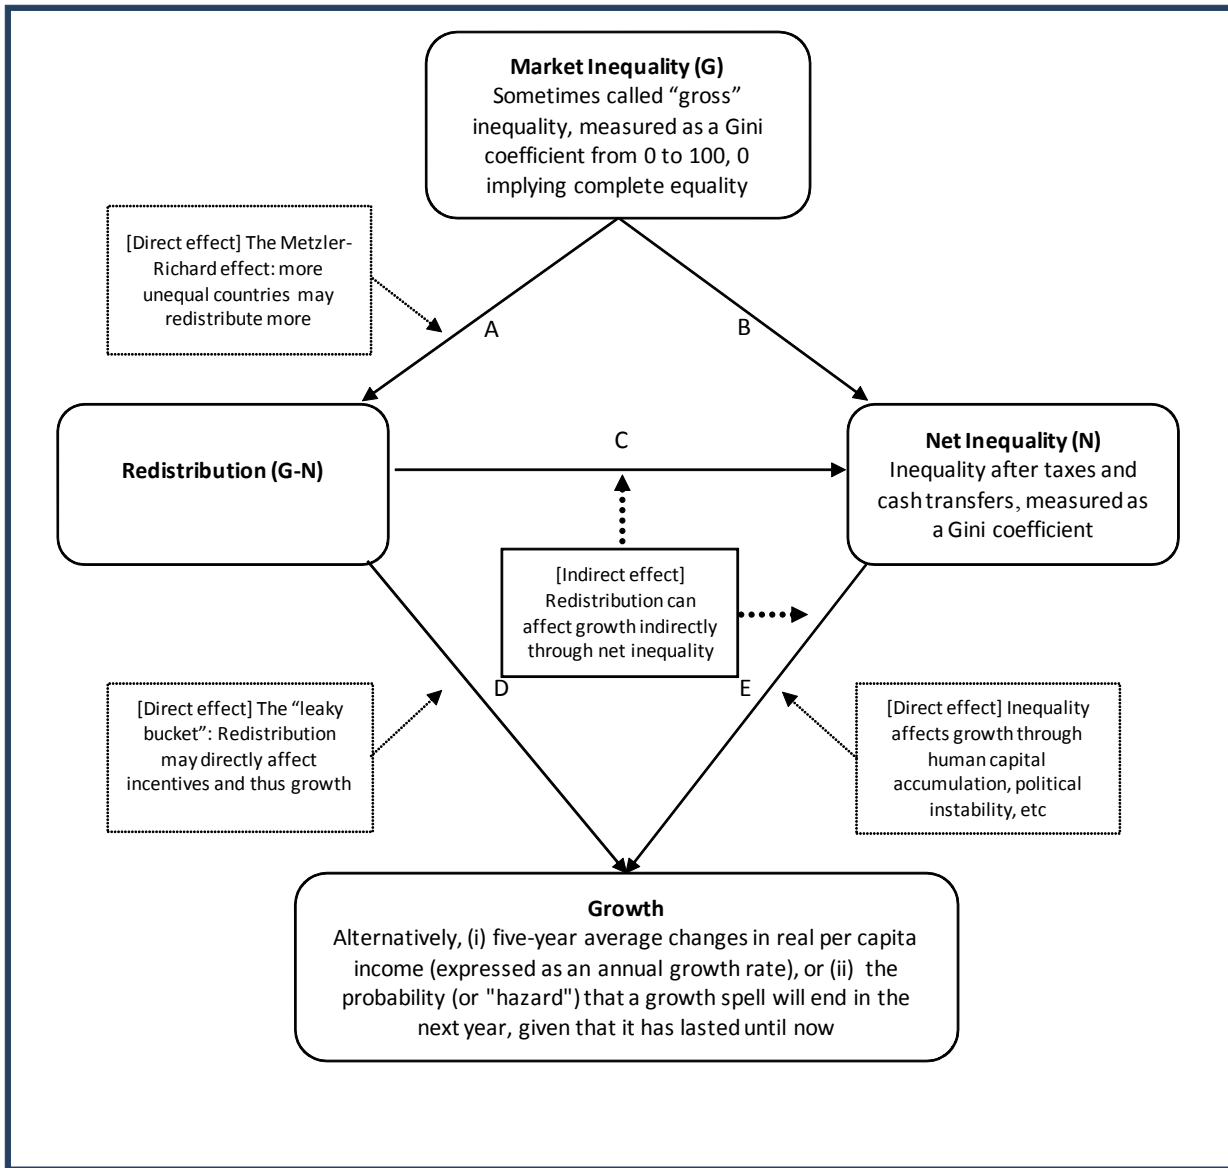 Market Inequality (G)
Sometimes called “gross”
inequality, measured as a Gini
coefficient from 0 to 100, 0
implying complete equality
[Direct effect] The Metzler-
Richard effect: more
unequal countries may
redistribute more
A
B
Redistribution (G-N)
C
Net Inequality (N)
Inequality after taxes and
cash transfers, measured as
a Gini coefficient
[Indirect effect]
Redistribution can
affect growth indirectly
through net inequality
D
E
[Direct effect] The “leaky
bucket”: Redistribution
may directly affect
incentives and thus growth
[Direct effect] Inequality
affects growth through
human capital
accumulation, political
instability, etc
Growth
Alternatively, (i) five-year average changes in real per capita
income (expressed as an annual growth rate), or (ii) the
probability (or "hazard") that a growth spell will end in the
next year, given that it has lasted until now